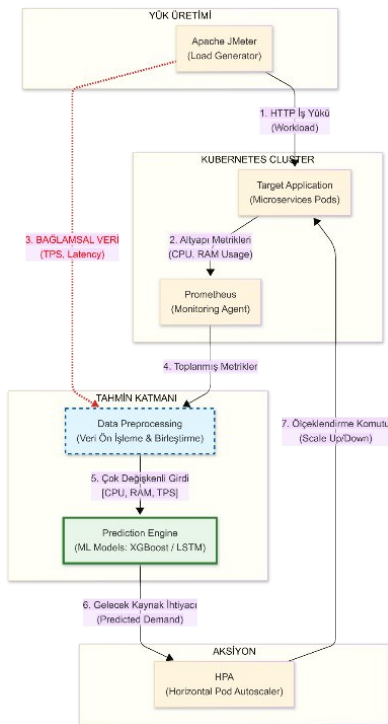 YÜK ÜRETİMİ
Apache JMeter
(Load Generator)
1. HTTP İş Yükü
(Workload)
KUBERNETES CLUSTER
Target Application
(Microservices Pods)
3. BAĞLAMSAL VERİ
(TPS, Latency)
2. Altyapı Metrikleri
(CPU, RAM Usage)
Prometheus
(Monitoring Agent)
4. Toplanmış Metrikler
TAHMİN KATMANI
Data Preprocessing
(Veri Ön İşleme & Birleştirme)
7. Ölçeklendirme Komutu
(Scale Up/Down)
5. Çok Değişkenli Girdi
[CPU, RAM, TPS]
Prediction Engine
(ML Models: XGBoost / LSTM)
6. Gelecek Kaynak İhtiyacı
(Predicted Demand)
AKSİYON
HPA
(Horizontal Pod Autoscaler)